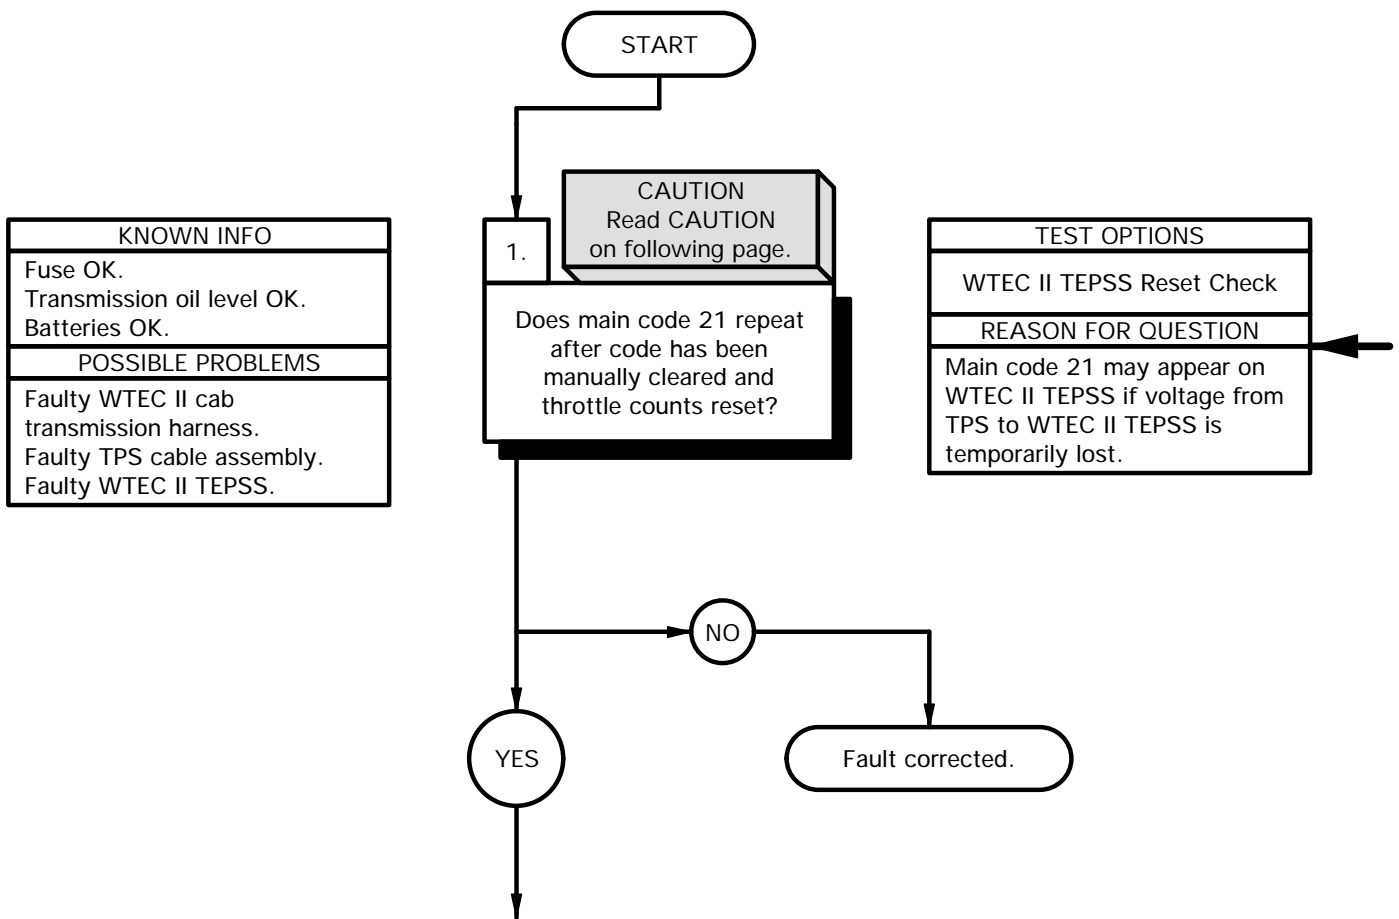 START
CAUTION
Read CAUTION
on following page.
1.
Does main code 21 repeat
after code has been
manually cleared and
throttle counts reset?
KNOWN INFO
Fuse OK.
Transmission oil level OK.
Batteries OK.
POSSIBLE PROBLEMS
Faulty WTEC II cab
transmission harness.
Faulty TPS cable assembly.
Faulty WTEC II TEPSS.
TEST OPTIONS
WTEC II TEPSS Reset Check
REASON FOR QUESTION
Main code 21 may appear on
WTEC II TEPSS if voltage from
TPS to WTEC II TEPSS is
temporarily lost.
NO
YES
Fault corrected.